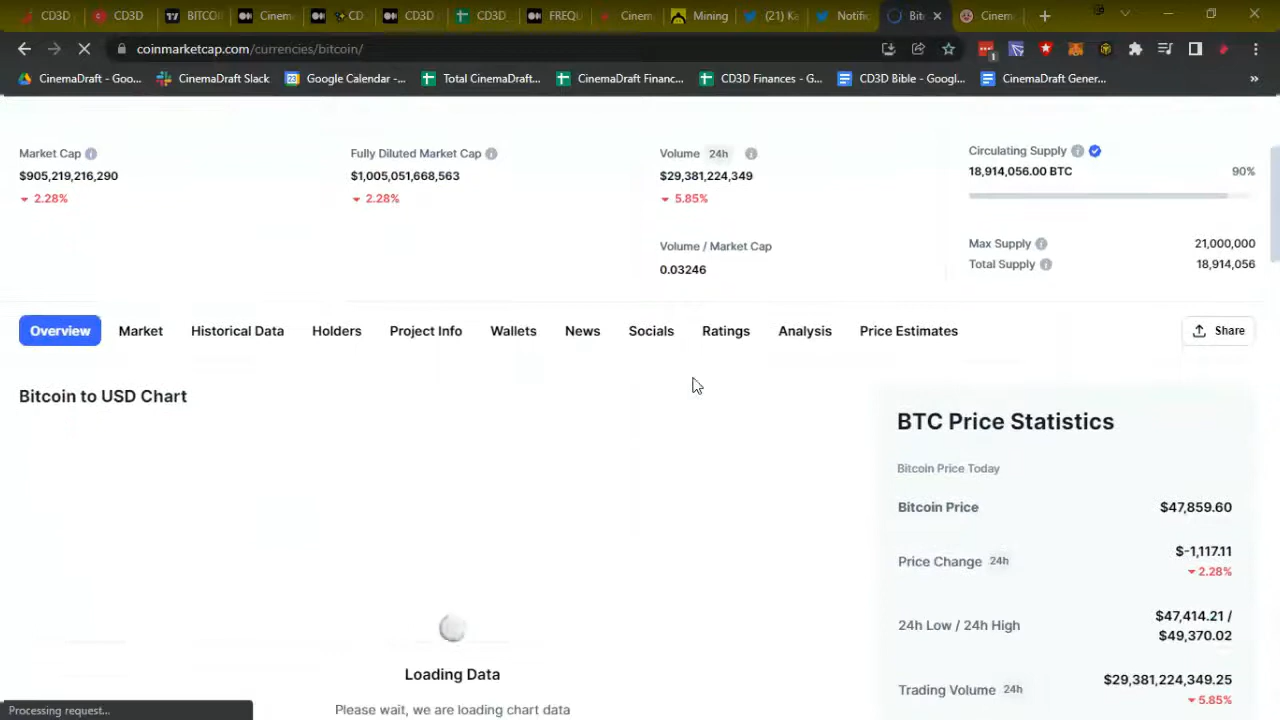 CD3D
CD3D
BITCOI
Cinem
CD
CD3D
CD3D
FREQU
Cinem
Mining
(21) Ka
Notific
Bit
Cinem
coinmarketcap.com/currencies/bitcoin/
CinemaDraft - Goo...
CinemaDraft Slack
Google Calendar -...
Total CinemaDraft...
CinemaDraft Financ...
CD3D Finances - G...
CD3D Bible - Googl...
CinemaDraft Gener...
Market Cap
$905,219,216,290
2.28%
Fully Diluted Market Cap
$1,005,051,668,563
2.28%
Volume 24h
$29,381,224,349
5.85%
Volume / Market Cap
0.03246
Circulating Supply
18,914,056.00 BTC 90%
Max Supply 21,000,000
Total Supply 18,914,056
Overview Market Historical Data Holders Project Info Wallets News Socials Ratings Analysis Price Estimates Share
Bitcoin to USD Chart
Loading Data
Please wait, we are loading chart data
BTC Price Statistics
Bitcoin Price Today
Bitcoin Price $47,859.60
Price Change 24h $-1,117.11
2.28%
24h Low / 24h High $47,414.21 /
$49,370.02
Trading Volume 24h $29,381,224,349.25
5.85%
Processing request...